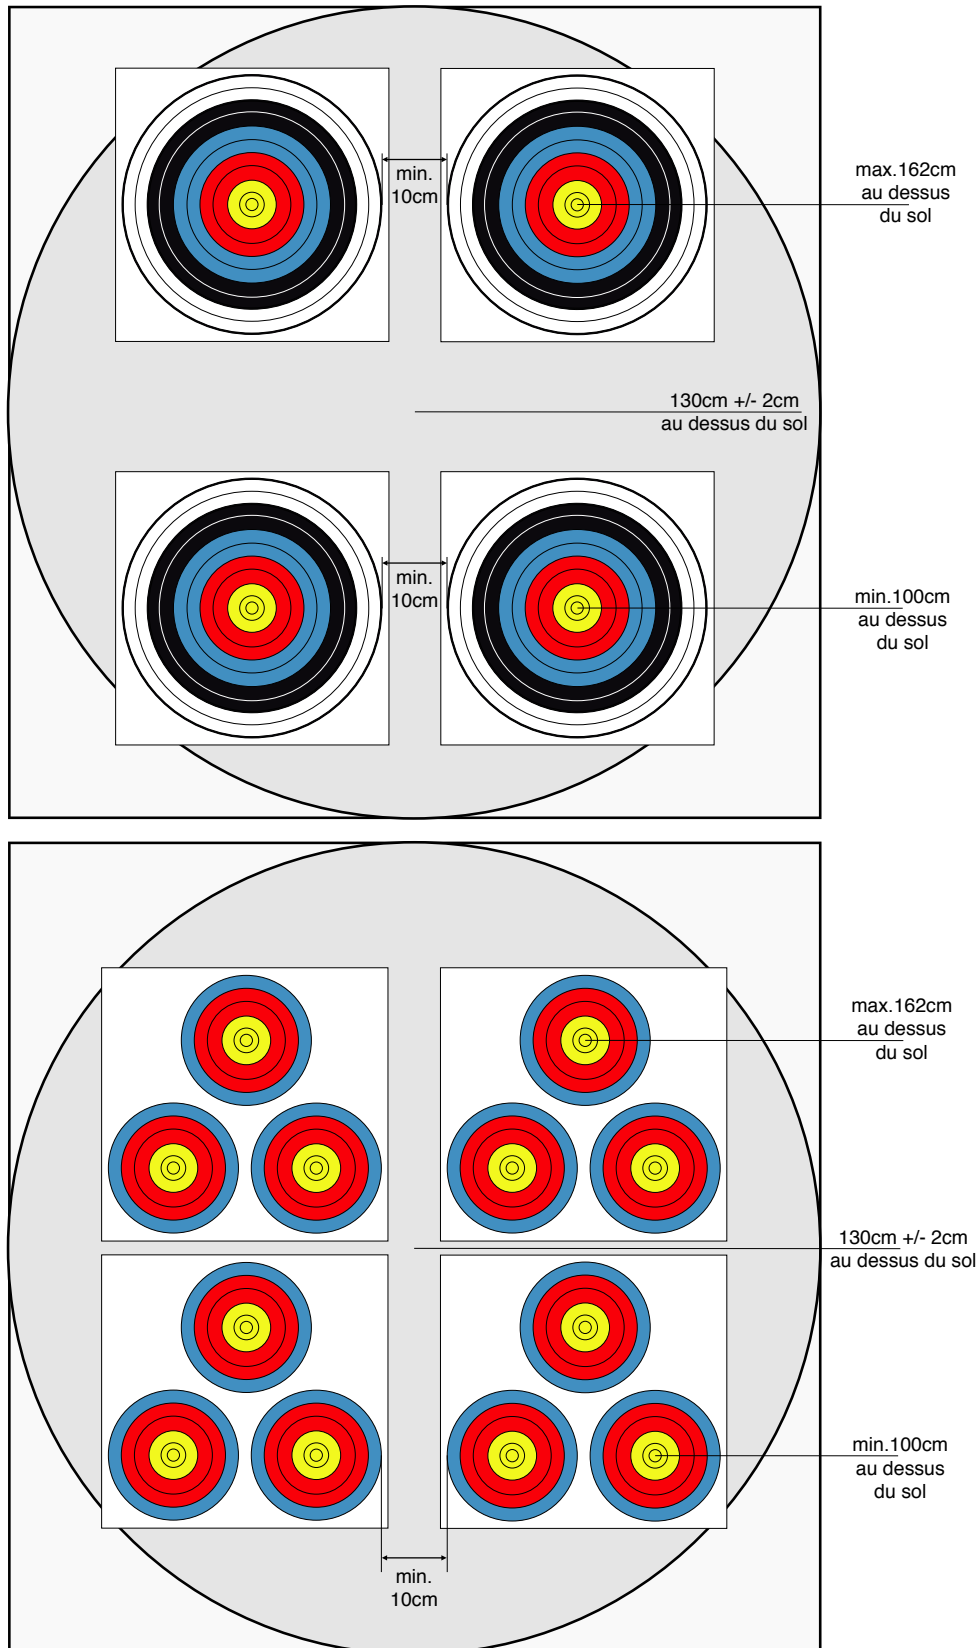 min.
10cm
max.162cm
au dessus
du sol
130cm +/- 2cm
au dessus du sol
min.
10cm
min.100cm
au dessus
du sol
max.162cm
au dessus
du sol
130cm +/- 2cm
au dessus du sol
min.100cm
au dessus
du sol
min.
10cm